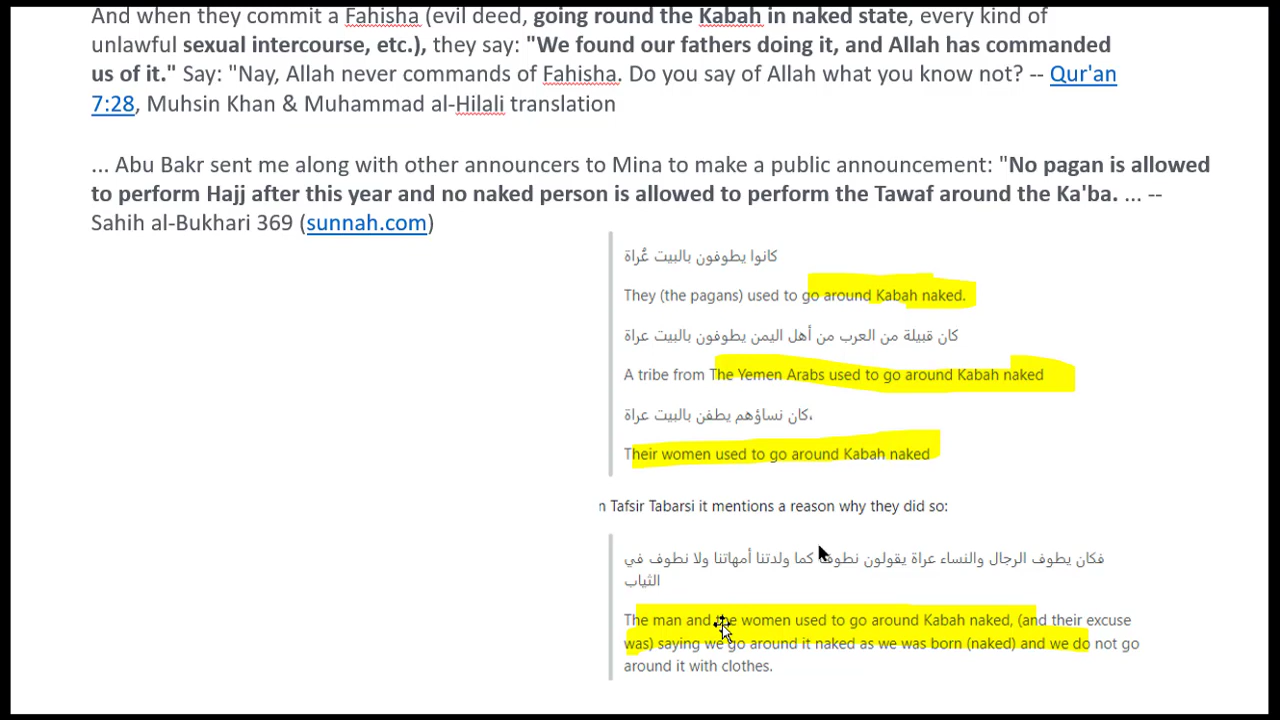 And when they commit a Fahisha (evil deed, going round the Kabah in naked state, every kind of
unlawful sexual intercourse, etc.), they say: "We found our fathers doing it, and Allah has commanded
us of it." Say: "Nay, Allah never commands of Fahisha. Do you say of Allah what you know not? -- Qur'an
7:28, Muhsin Khan & Muhammad al-Hilali translation
... Abu Bakr sent me along with other announcers to Mina to make a public announcement: "No pagan is allowed
to perform Hajj after this year and no naked person is allowed to perform the Tawaf around the Ka'ba. ... --
Sahih al-Bukhari 369 (sunnah.com)
كانوا يطوفون بالبيت عُراة
They (the pagans) used to go around Kabah naked.
كان قبيلة من العرب من أهل اليمن يطوفون بالبيت عراة
A tribe from The Yemen Arabs used to go around Kabah naked
كان نساؤهم يطفن بالبيت عراة،
Their women used to go around Kabah naked
n Tafsir Tabarsi it mentions a reason why they did so:
فكان يطوف الرجال والنساء عراة يقولون نطوف كما ولدتنا أمهاتنا ولا نطوف في
الثياب
The man and the women used to go around Kabah naked, (and their excuse
was) saying we go around it naked as we was born (naked) and we do not go
around it with clothes.